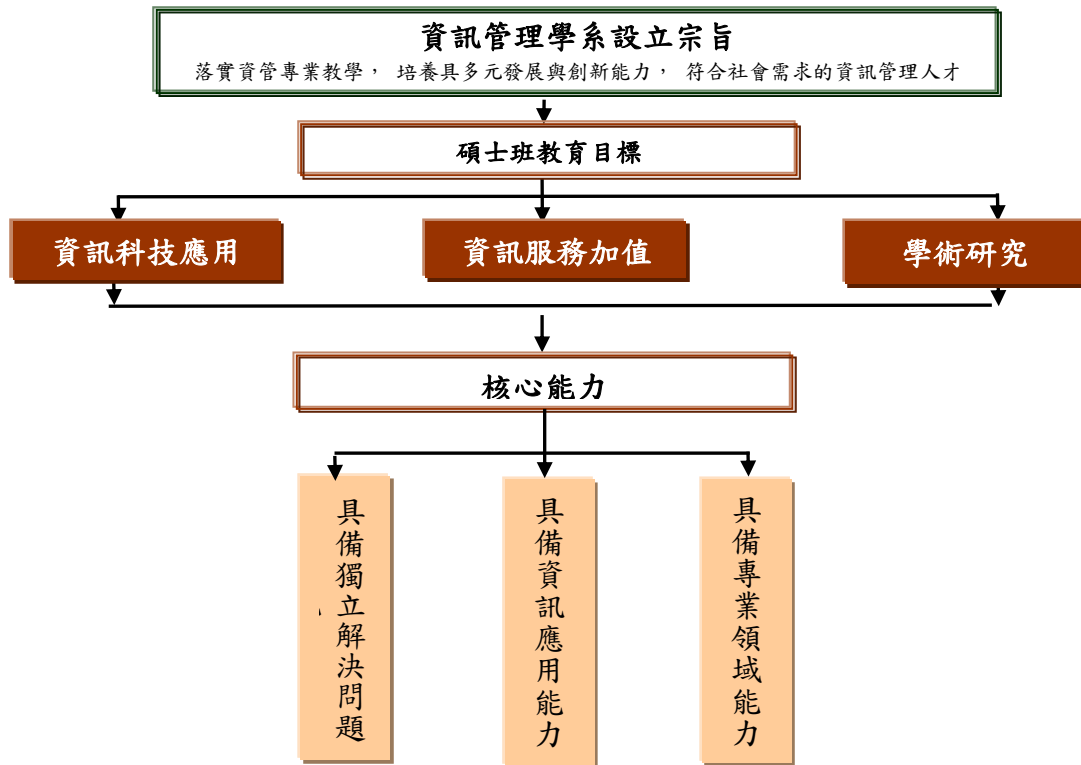 資訊管理學系設立宗旨
落實資管專業教學， 培養具多元發展與創新能力， 符合社會需求的資訊管理人才
碩士班教育目標
資訊科技應用
資訊服務加值
學術研究
核心能力
具備獨立解決問題
具備資訊應用能力
具備專業領域能力